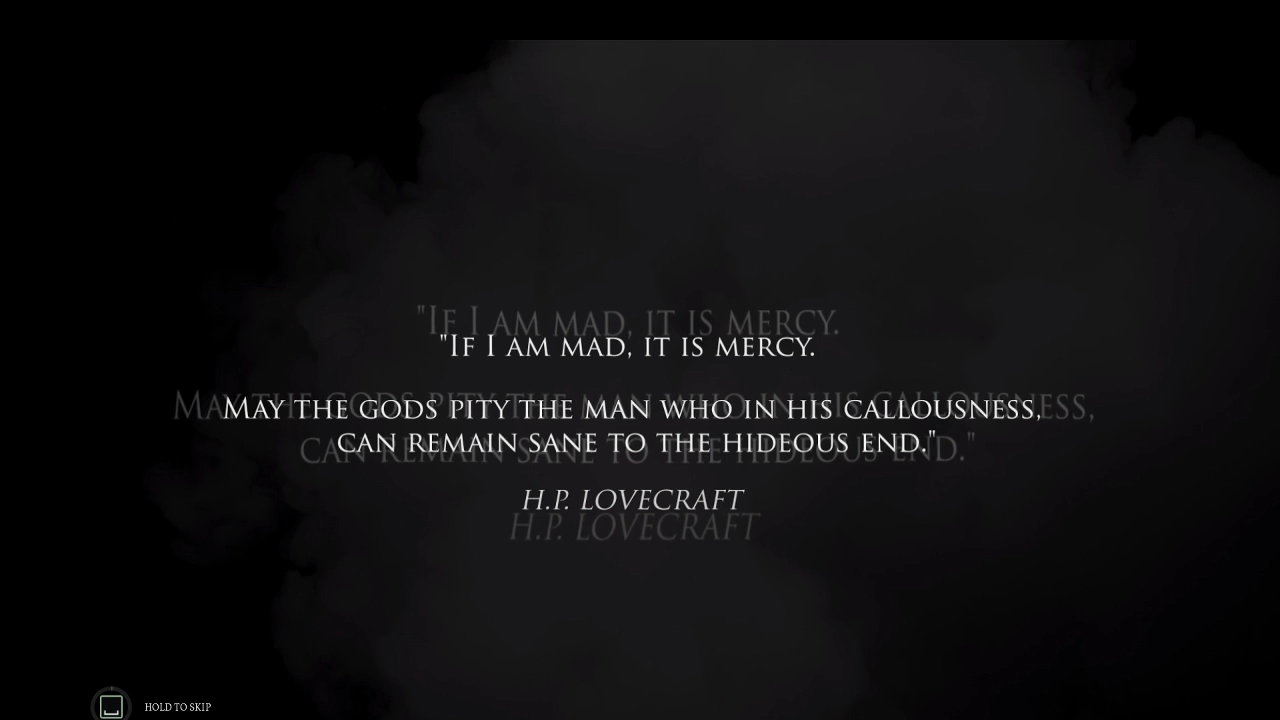 "If I am mad, it is mercy.
May the gods pity the man who in his callousness,
can remain sane to the hideous end."
H.P. Lovecraft
HOLD TO SKIP